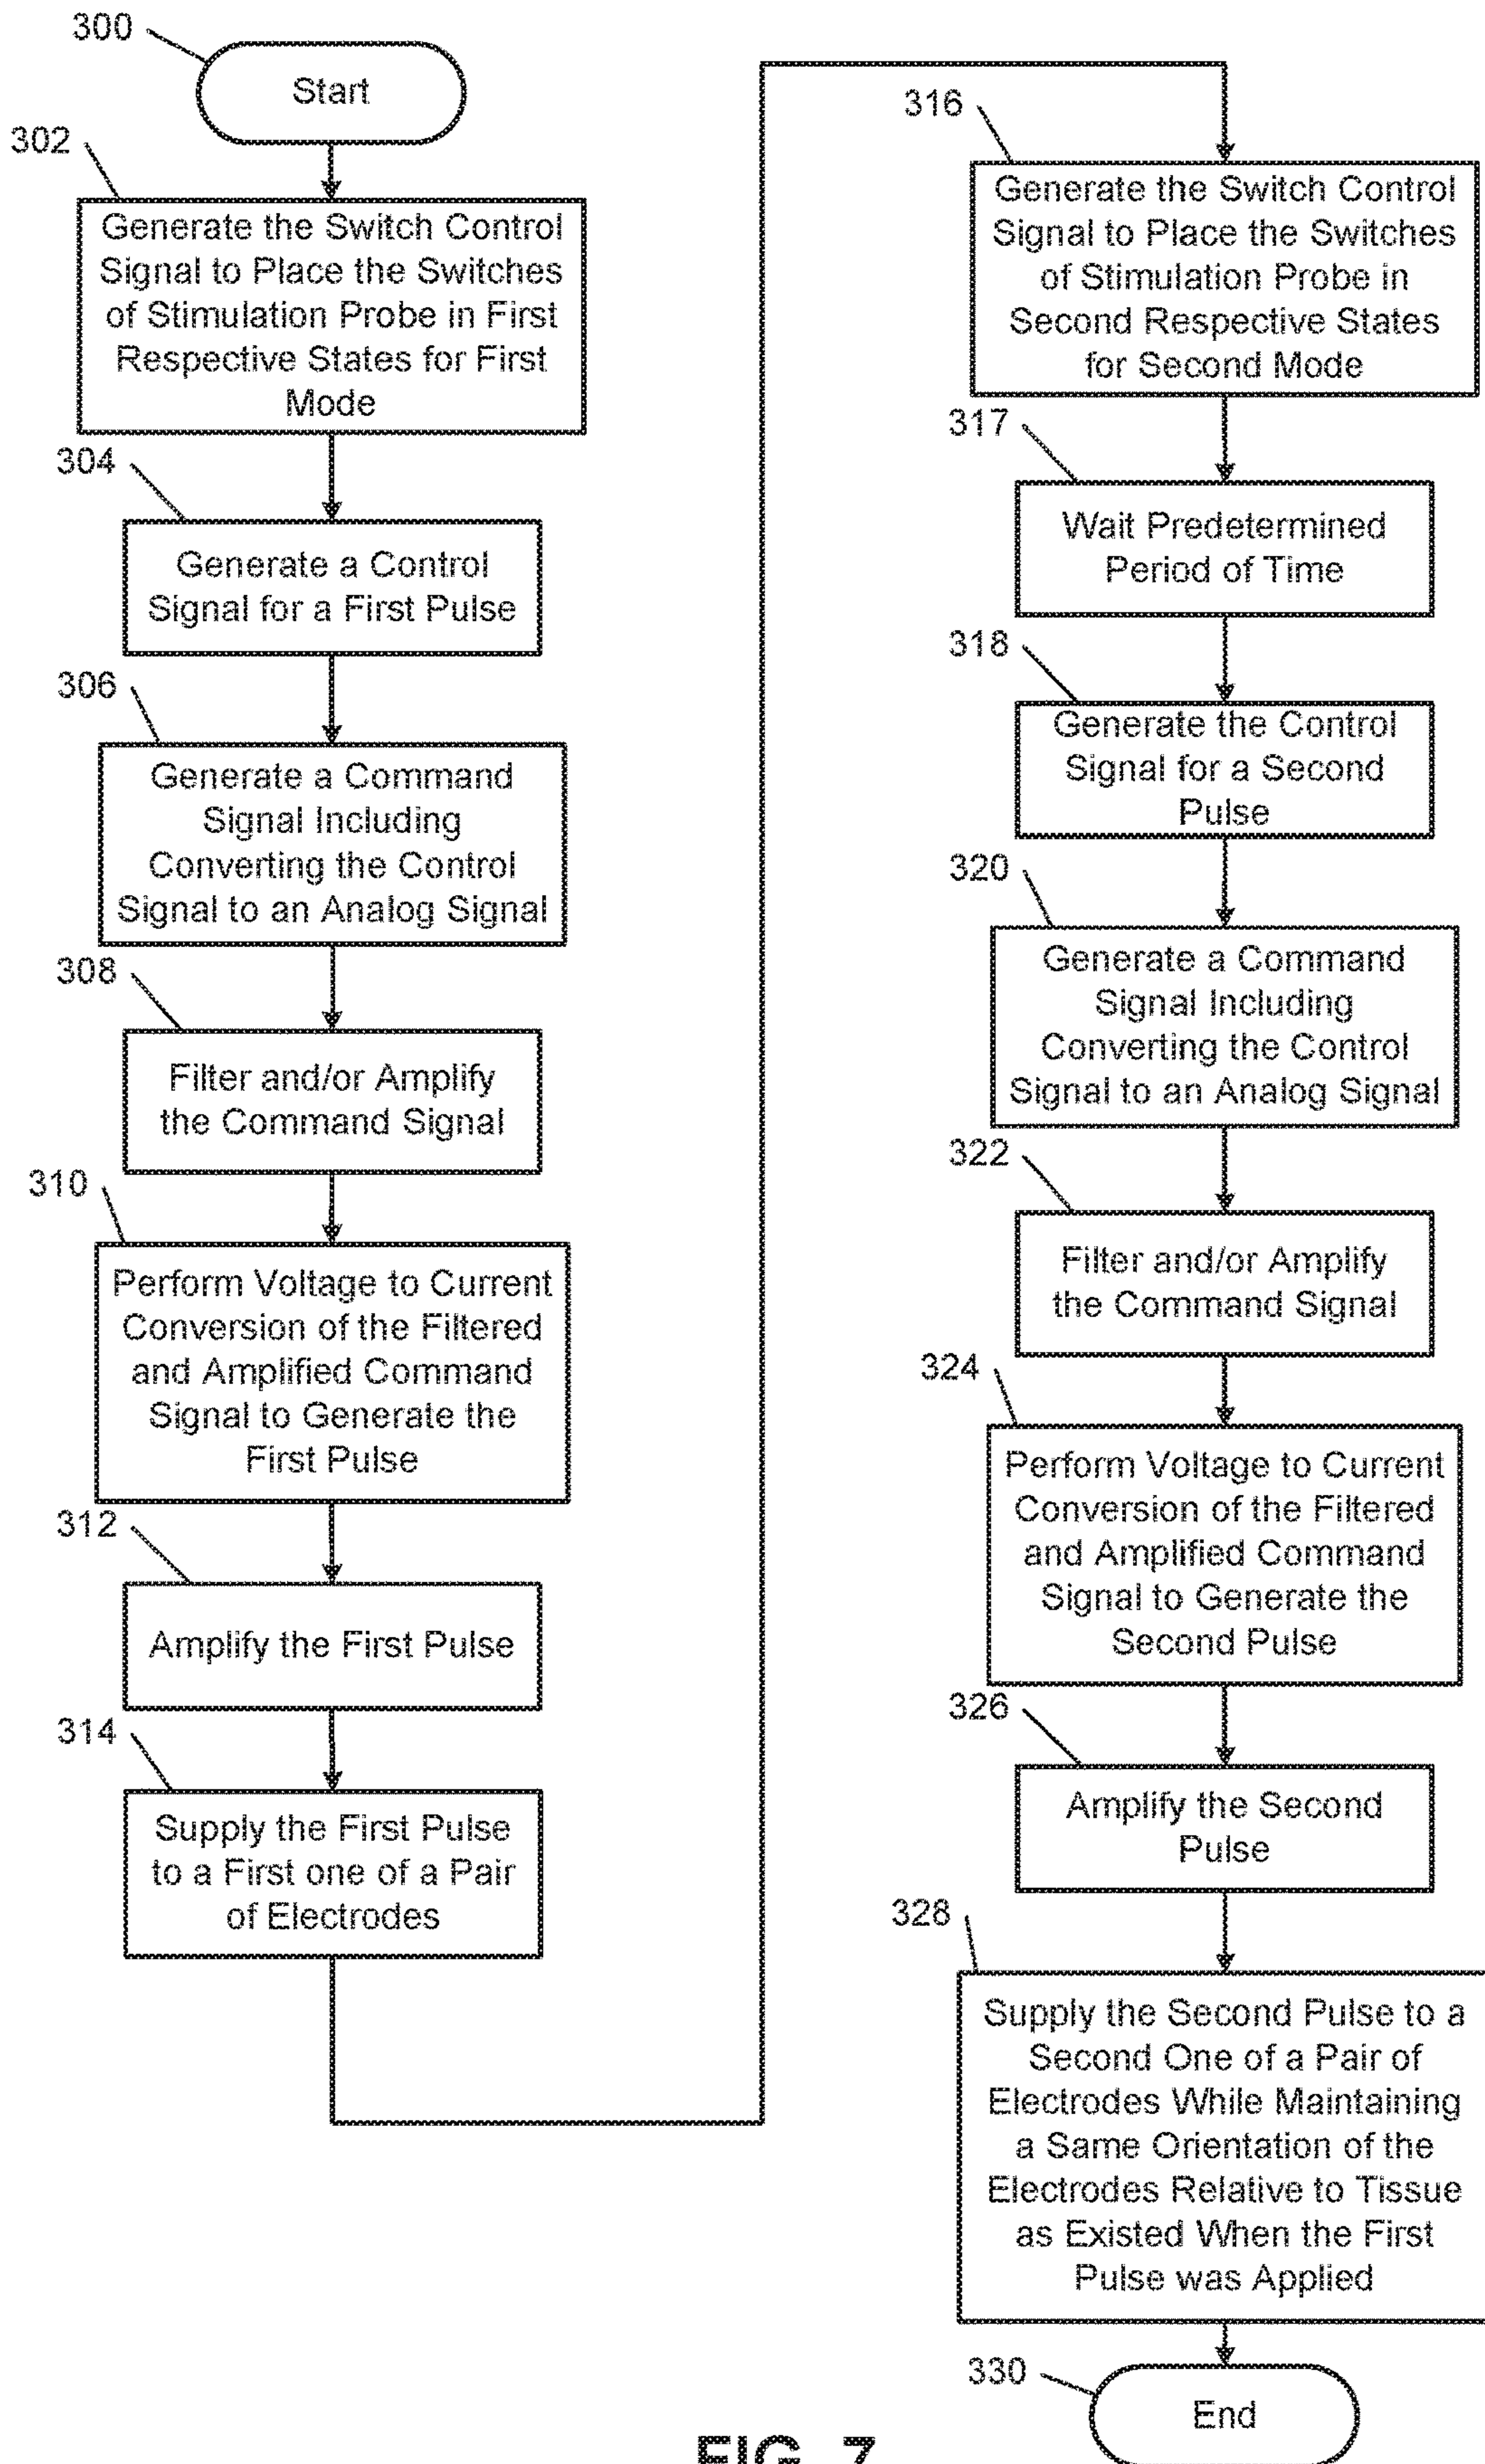 300
Start
302
Generate the Switch Control
Signal to Place the Switches
of Stimulation Probe in First
Respective States for First
Mode
304
Generate a Control
Signal for a First Pulse
306
Generate a Command
Signal Including
Converting the Control
Signal to an Analog Signal
308
Filter and/or Amplify
the Command Signal
310
Perform Voltage to Current
Conversion of the Filtered
and Amplified Command
Signal to Generate the
First Pulse
312
Amplify the First Pulse
314
Supply the First Pulse
to a First one of a Pair
of Electrodes
316
Generate the Switch Control
Signal to Place the Switches
of Stimulation Probe in
Second Respective States
for Second Mode
317
Wait Predetermined
Period of Time
318
Generate the Control
Signal for a Second
Pulse
320
Generate a Command
Signal Including
Converting the Control
Signal to an Analog Signal
322
Filter and/or Amplify
the Command Signal
324
Perform Voltage to Current
Conversion of the Filtered
and Amplified Command
Signal to Generate the
Second Pulse
326
Amplify the Second
Pulse
328
Supply the Second Pulse to a
Second One of a Pair of
Electrodes While Maintaining
a Same Orientation of the
Electrodes Relative to Tissue
as Existed When the First
Pulse was Applied
330
End
FIG. 7